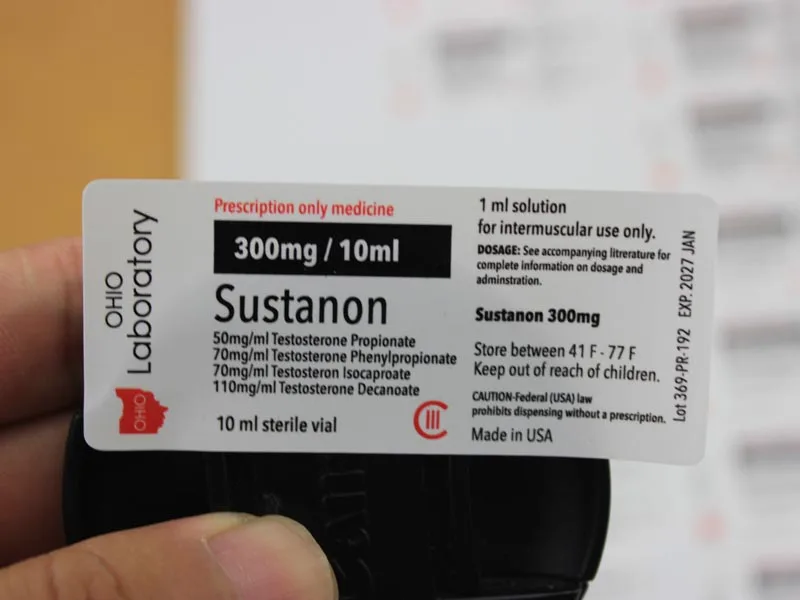 OHIO
Laboratory
OHIO
Prescription only medicine
300mg / 10ml
Sustanon
50mg/ml Testosterone Propionate
70mg/ml Testosterone Phenylpropionate
70mg/ml Testosteron Isocaproate
110mg/ml Testosterone Decanoate
10 ml sterile vial
CIII
1 ml solution
for intermuscular use only.
DOSAGE: See accompanying litrerature for
complete information on dosage and
adminstration.
Sustanon 300mg
Store between 41 F - 77 F
Keep out of reach of children.
CAUTION-Federal (USA) law
prohibits dispensing without a prescription.
Made in USA
Lot 369-PR-192 EXP. 2027 JAN